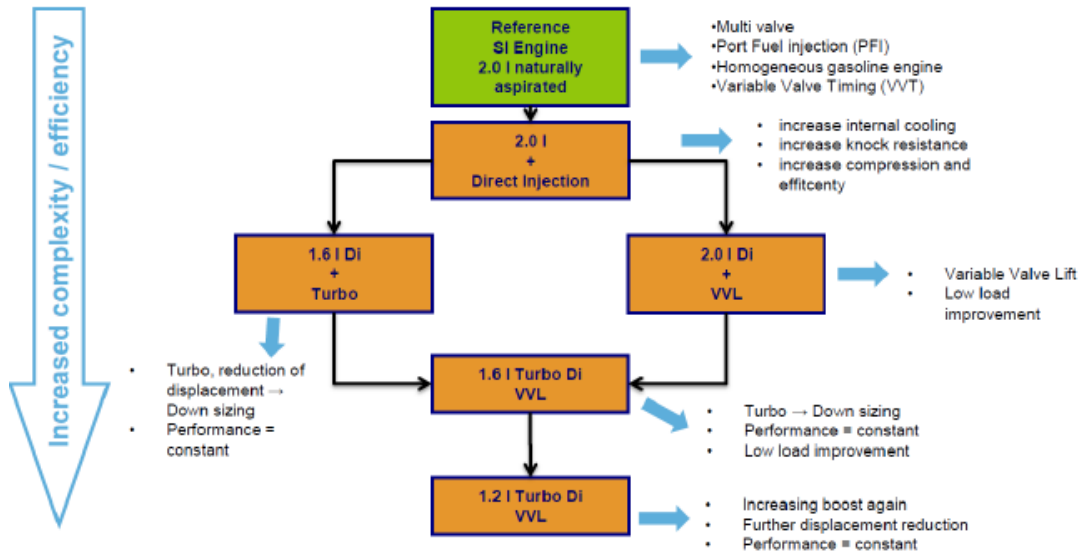 Increased complexity / efficiency
Reference
SI Engine
2.0 l naturally
aspirated
•Multi valve
•Port Fuel injection (PFI)
•Homogeneous gasoline engine
•Variable Valve Timing (VVT)
2.0 l
+
Direct Injection
• increase internal cooling
• increase knock resistance
• increase compression and
effitcenty
1.6 l Di
+
Turbo
2.0 l Di
+
VVL
• Variable Valve Lift
• Low load
improvement
• Turbo, reduction of
displacement →
Down sizing
• Performance =
constant
1.6 l Turbo Di
VVL
• Turbo → Down sizing
• Performance = constant
• Low load improvement
1.2 l Turbo Di
VVL
• Increasing boost again
• Further displacement reduction
• Performance = constant